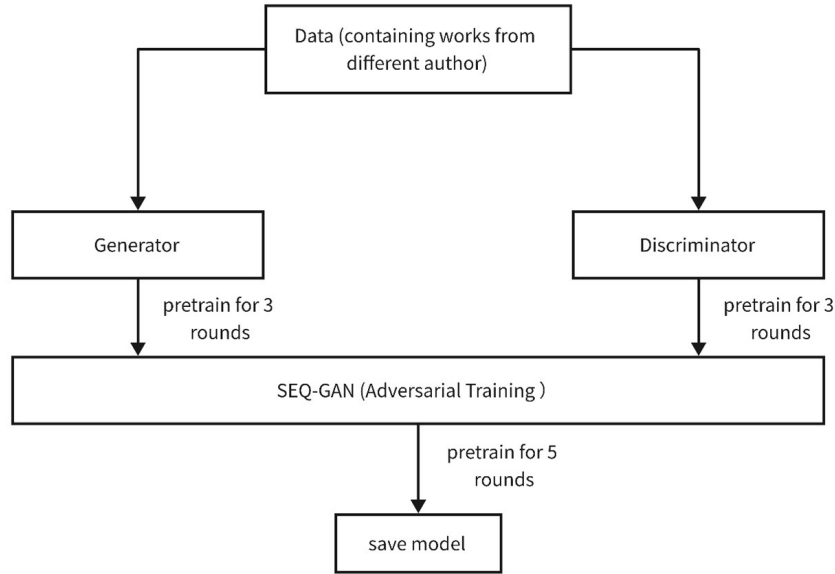 Data (containing works from
different author)
Generator
Discriminator
pretrain for 3
rounds
pretrain for 3
rounds
SEQ-GAN (Adversarial Training）
pretrain for 5
rounds
save model